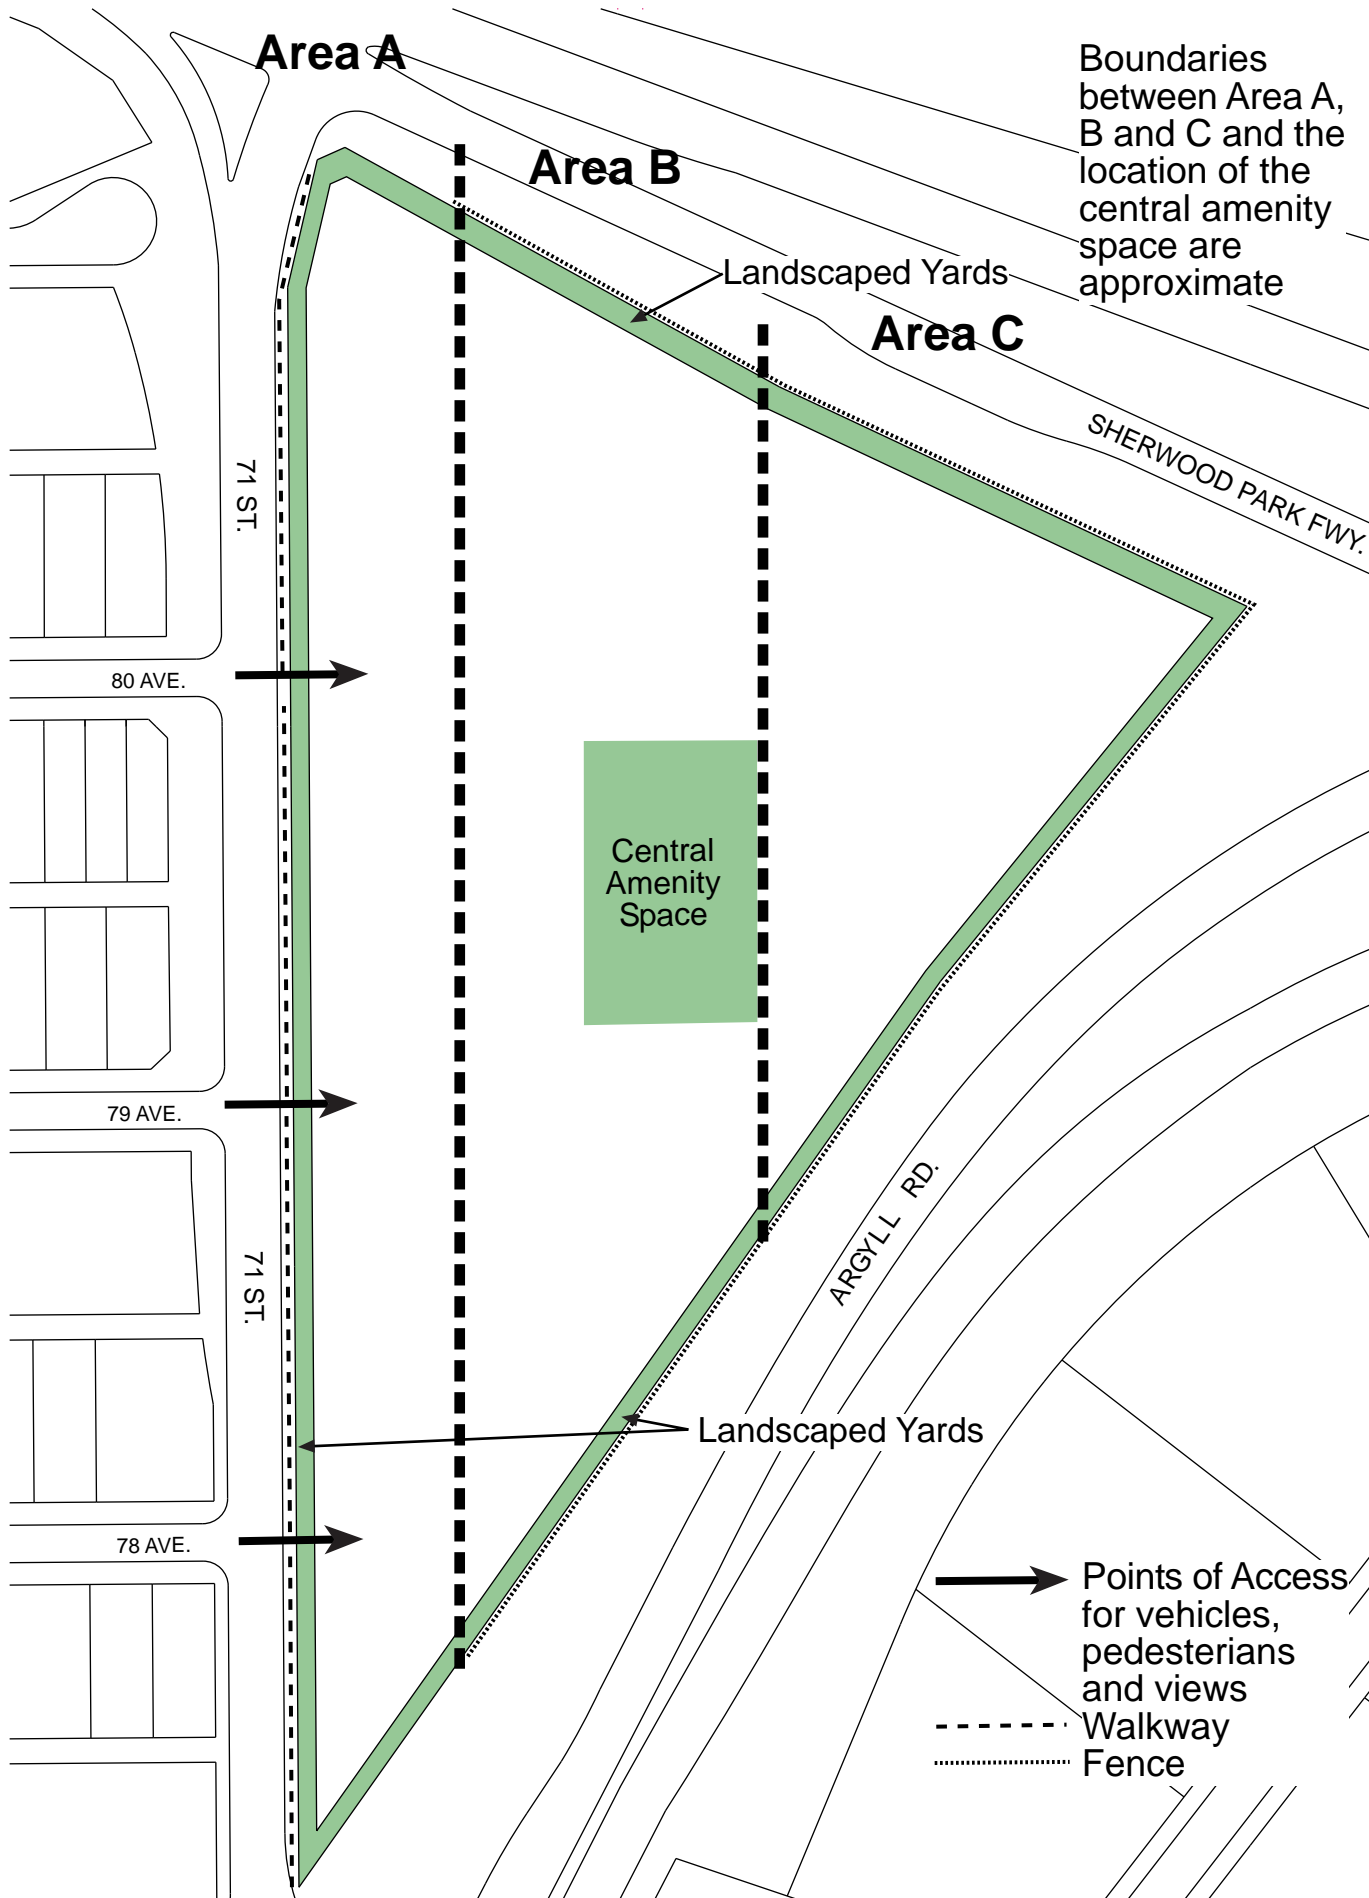 Area A
Boundaries
between Area A,
B and C and the
location of the
central amenity
space are
approximate
Area B
Landscaped Yards
Area C
SHERWOOD PARK FWY.
71 ST.
80 AVE.
Central
Amenity
Space
79 AVE.
ARGYLL RD.
71 ST.
Landscaped Yards
78 AVE.
Points of Access
for vehicles,
pedesterians
and views
Walkway
Fence